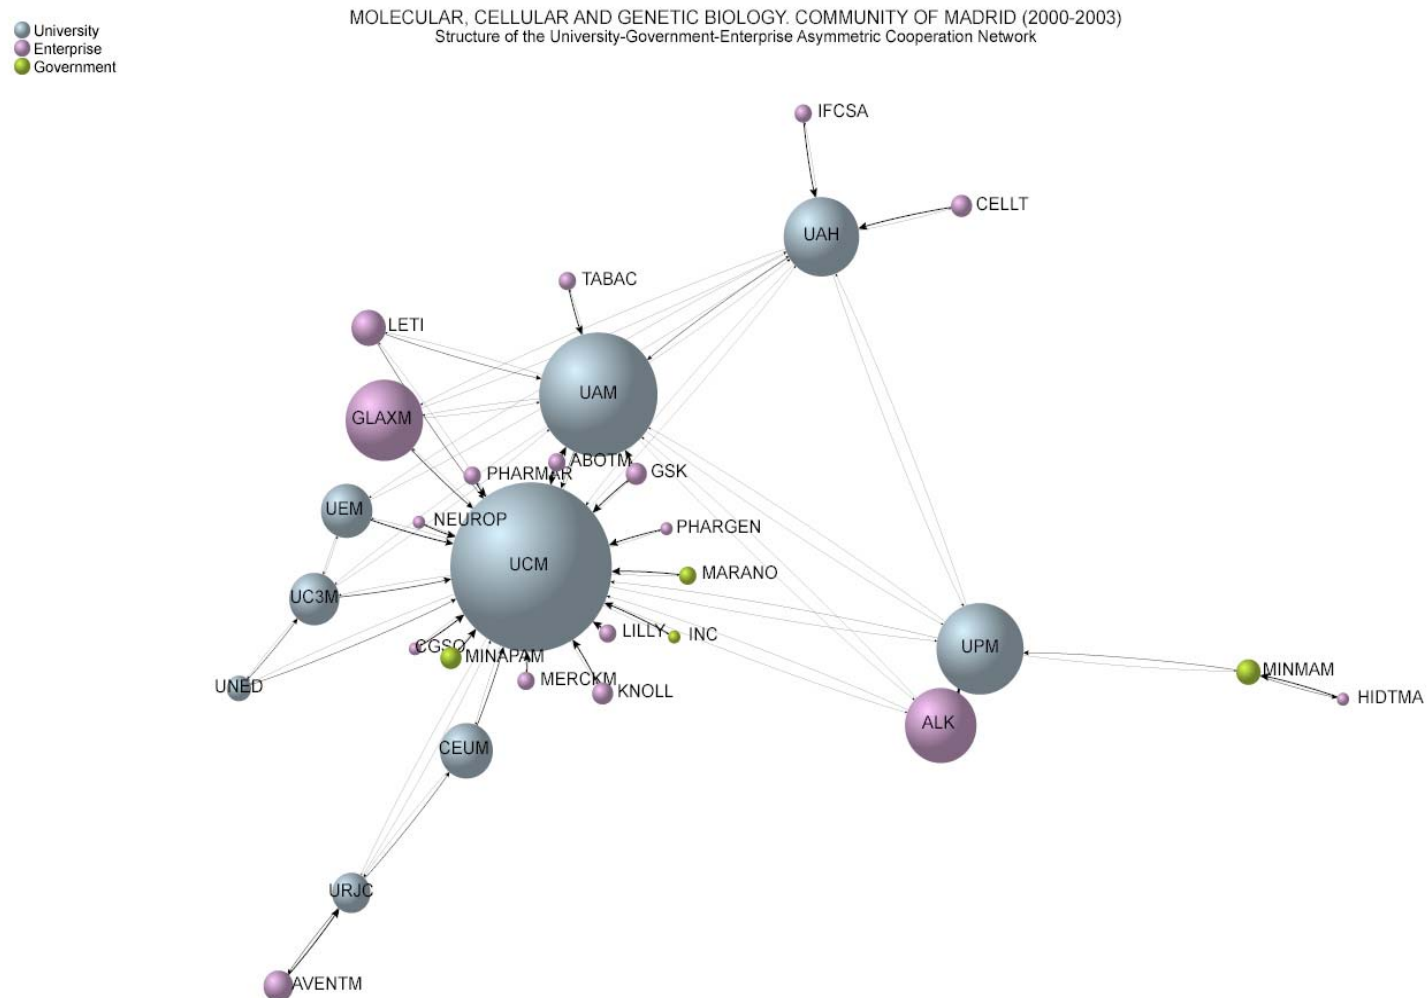 MOLECULAR, CELLULAR AND GENETIC BIOLOGY. COMMUNITY OF MADRID (2000-2003)
Structure of the University-Government-Enterprise Asymmetric Cooperation Network
University
Enterprise
Government
IFCSA
CELLT
UAH
TABAC
LETI
UAM
GLAXM
ABOTM
PHARMAR
GSK
UEM
NEUROP
PHARGEN
UCM
MARANO
UC3M
LILLY
INC
CGSO
MINAPAM
UPM
MINMAM
UNED
MERCKM
KNOLL
HIDTMA
ALK
CEUM
URJC
AVENTM